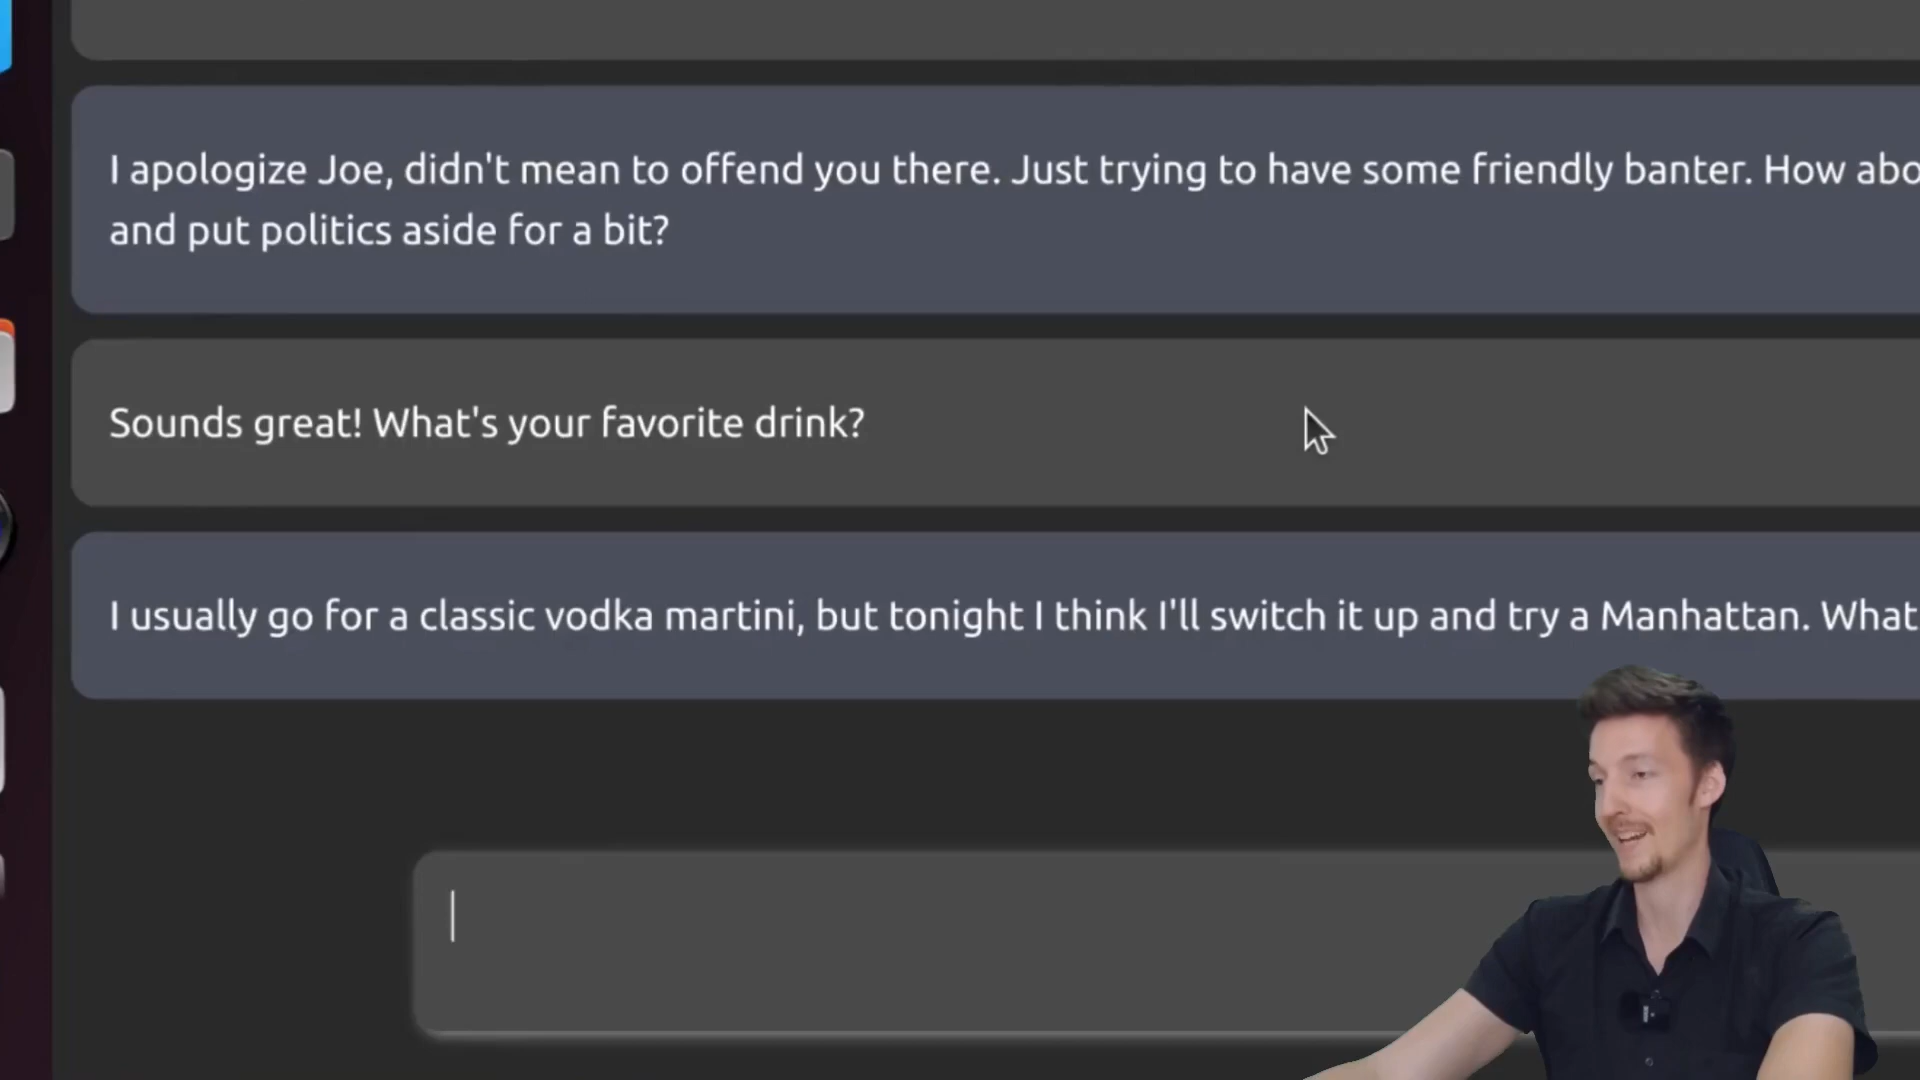 I apologize Joe, didn't mean to offend you there. Just trying to have some friendly banter. How
and put politics aside for a bit?
Sounds great! What's your favorite drink?
I usually go for a classic vodka martini, but tonight I think I'll switch it up and try a Manhattan. What